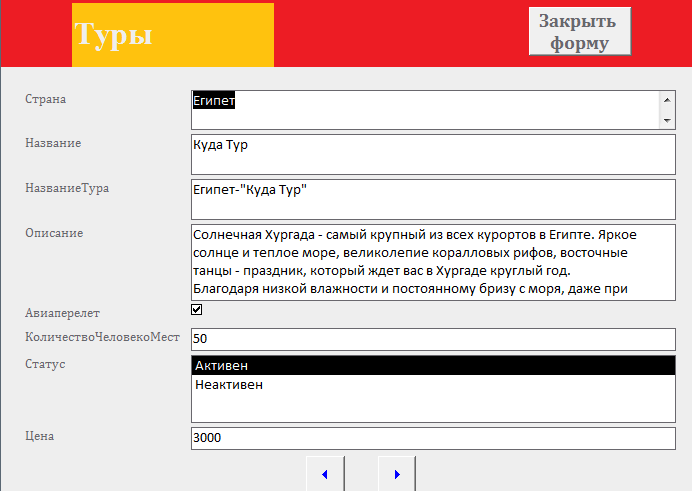 Туры
Закрыть
форму
Страна
Египет
Название
Куда Тур
НазваниеТура
Египет-"Куда Тур"
Описание
Солнечная Хургада - самый крупный из всех курортов в Египте. Яркое
солнце и теплое море, великолепие коралловых рифов, восточные
танцы - праздник, который ждет вас в Хургаде круглый год.
Благодаря низкой влажности и постоянному бризу с моря, даже при
Авиаперелет
КоличествоЧеловекоМест
50
Статус
Активен
Неактивен
Цена
3000